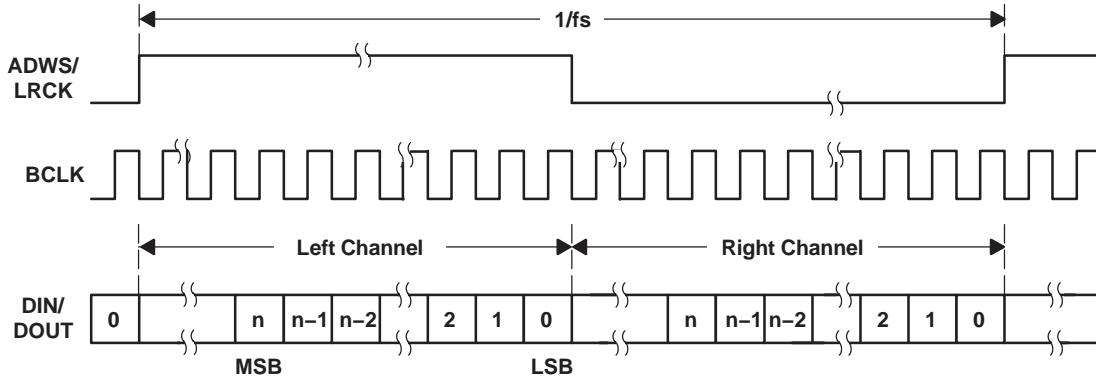 1/fs
ADWS/
LRCK
BCLK
Left Channel
Right Channel
DIN/
DOUT
0 n n−1 n−2 2 1 0 n n−1 n−2 2 1 0
MSB LSB